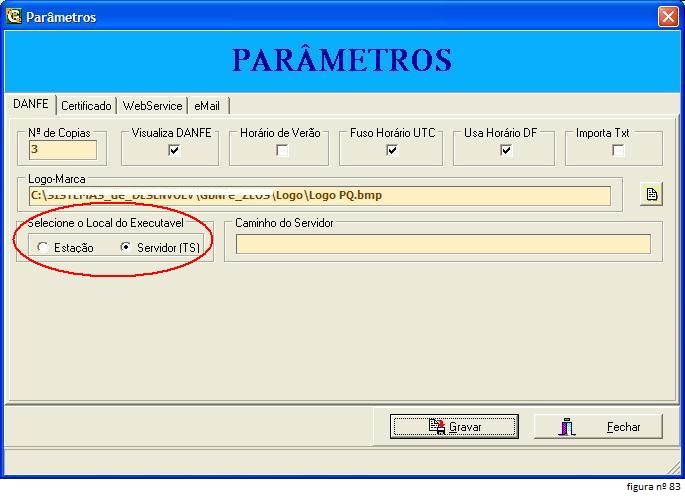 Parâmetros
PARÂMETROS
DANFE Certificado WebService eMail
Nº de Copias Visualiza DANFE Horário de Verão Fuso Horário UTC Usa Horário DF Importa Txt
3
Logo-Marca
C:\SISTEMAS_de_DESENVOLV\GbNFe_ZEUS\Logo\Logo PQ.bmp
Selecione o Local do Executavel Caminho do Servidor
Estação Servidor (TS)
Gravar Fechar
figura nº 83